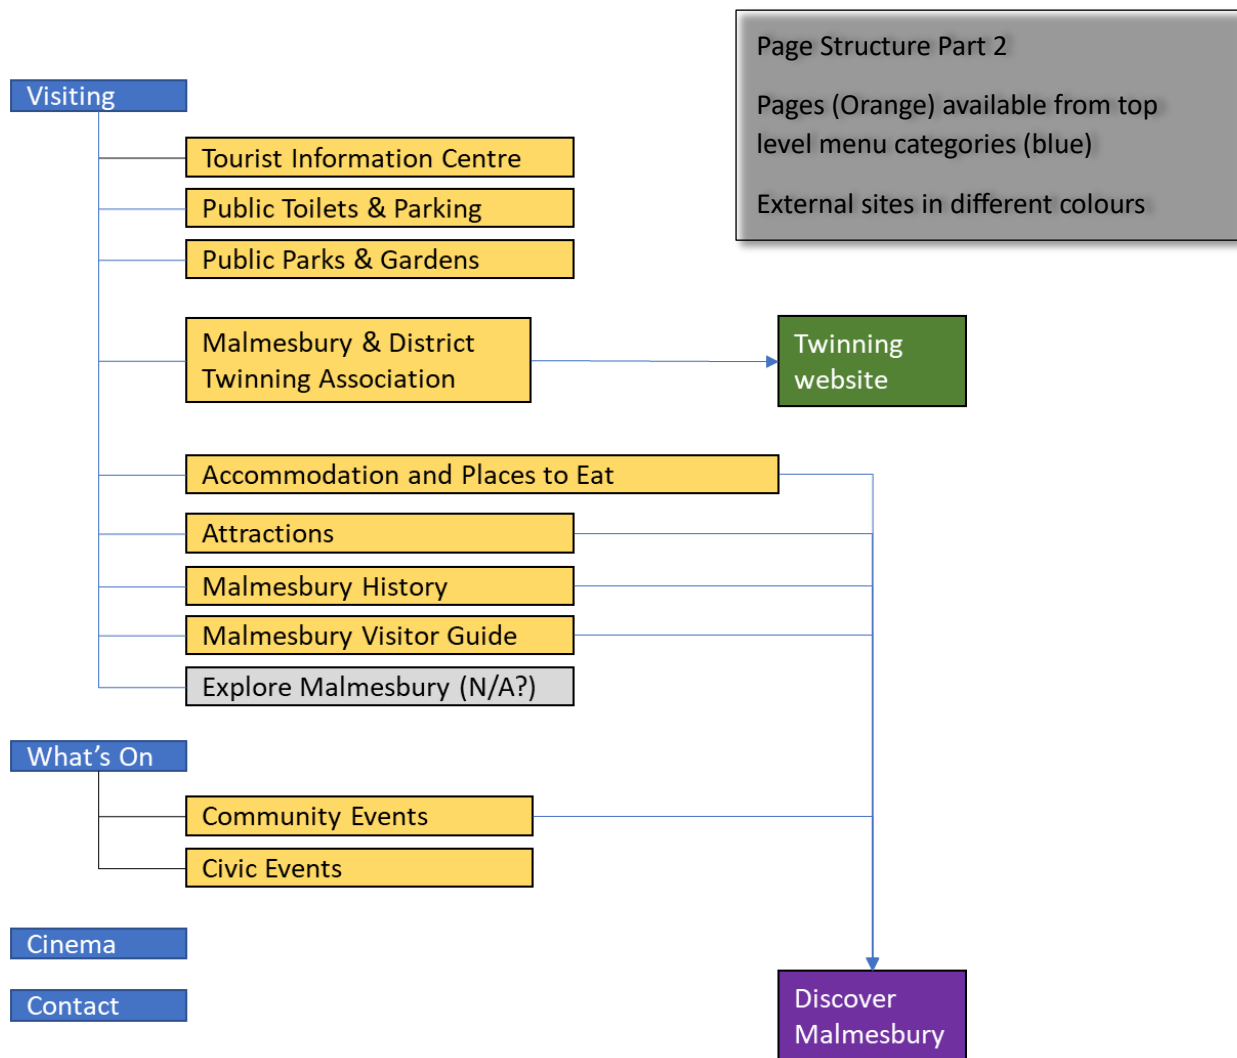 Page Structure Part 2
Pages (Orange) available from top
level menu categories (blue)
External sites in different colours
Visiting
Tourist Information Centre
Public Toilets & Parking
Public Parks & Gardens
Malmesbury & District
Twinning Association
Twinning
website
Accommodation and Places to Eat
Attractions
Malmesbury History
Malmesbury Visitor Guide
Explore Malmesbury (N/A?)
What’s On
Community Events
Civic Events
Cinema
Contact
Discover
Malmesbury